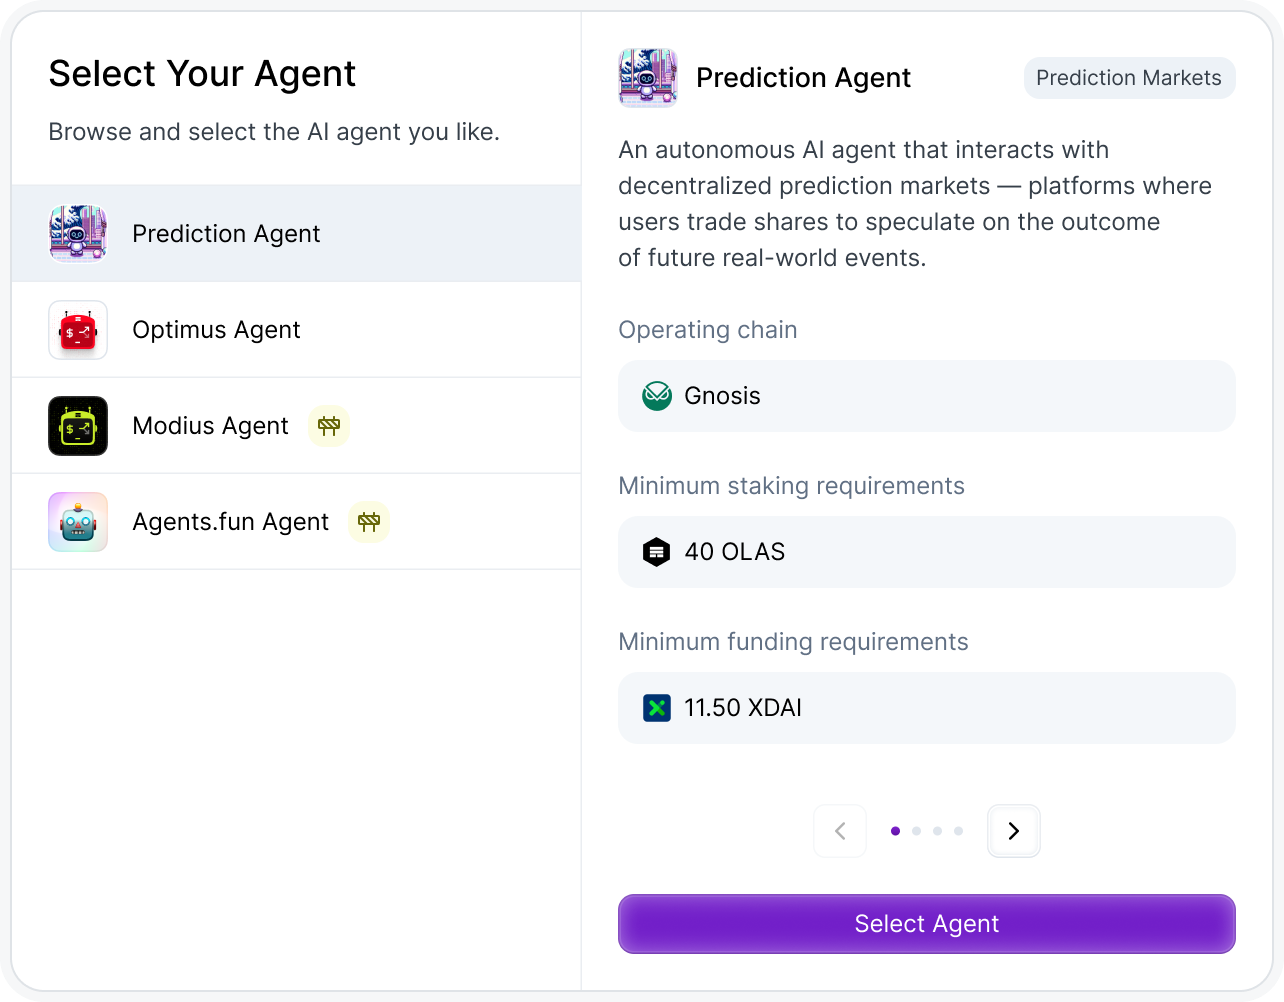 Select Your Agent
Browse and select the AI agent you like.
Prediction Agent
Optimus Agent
Modius Agent
Agents.fun Agent
Prediction Agent
Prediction Markets
An autonomous AI agent that interacts with
decentralized prediction markets — platforms where
users trade shares to speculate on the outcome
of future real-world events.
Operating chain
Gnosis
Minimum staking requirements
40 OLAS
Minimum funding requirements
11.50 XDAI
Select Agent